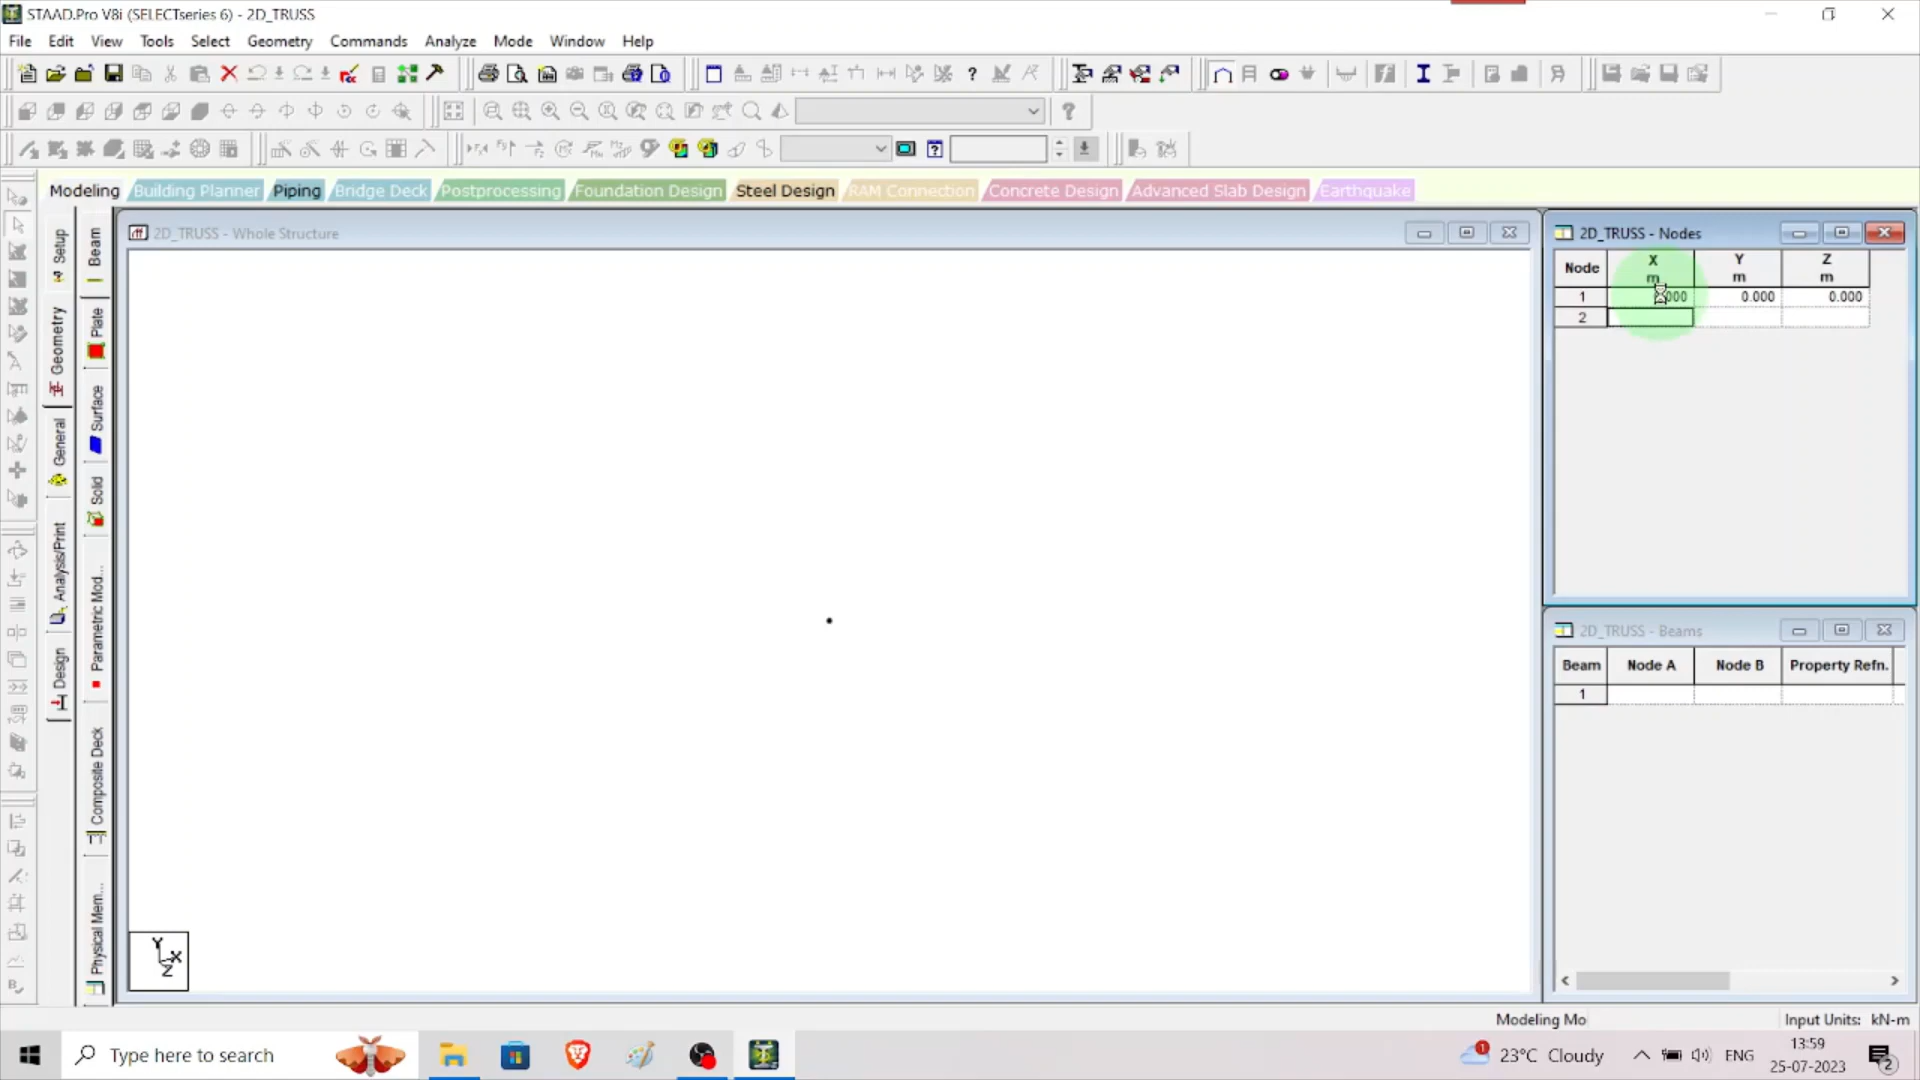 STAAD.Pro V8i (SELECTseries 6) - 2D_TRUSS
File Edit View Tools Select Geometry Commands Analyze Mode Window Help
Modeling Building Planner Piping Bridge Deck Postprocessing Foundation Design Steel Design RAM Connection Concrete Design Advanced Slab Design Earthquake
Setup
Geometry
General
Analysis/Print
Design
Beam
Plate
Surface
Solid
Parametric Mod...
Composite Deck
Physical Mem...
2D_TRUSS - Whole Structure
Y
X
Z
2D_TRUSS - Nodes
Node X Y Z
m m m
1 0.000 0.000
2
2D_TRUSS - Beams
Beam Node A Node B Property Refn.
1
Modeling Mo Input Units: kN-m
Type here to search
1 23°C Cloudy ENG 13:59
25-07-2023 2